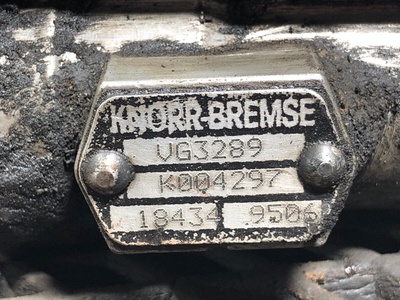 KNORR-BREMSE
VG3289
K004297
18434 9506